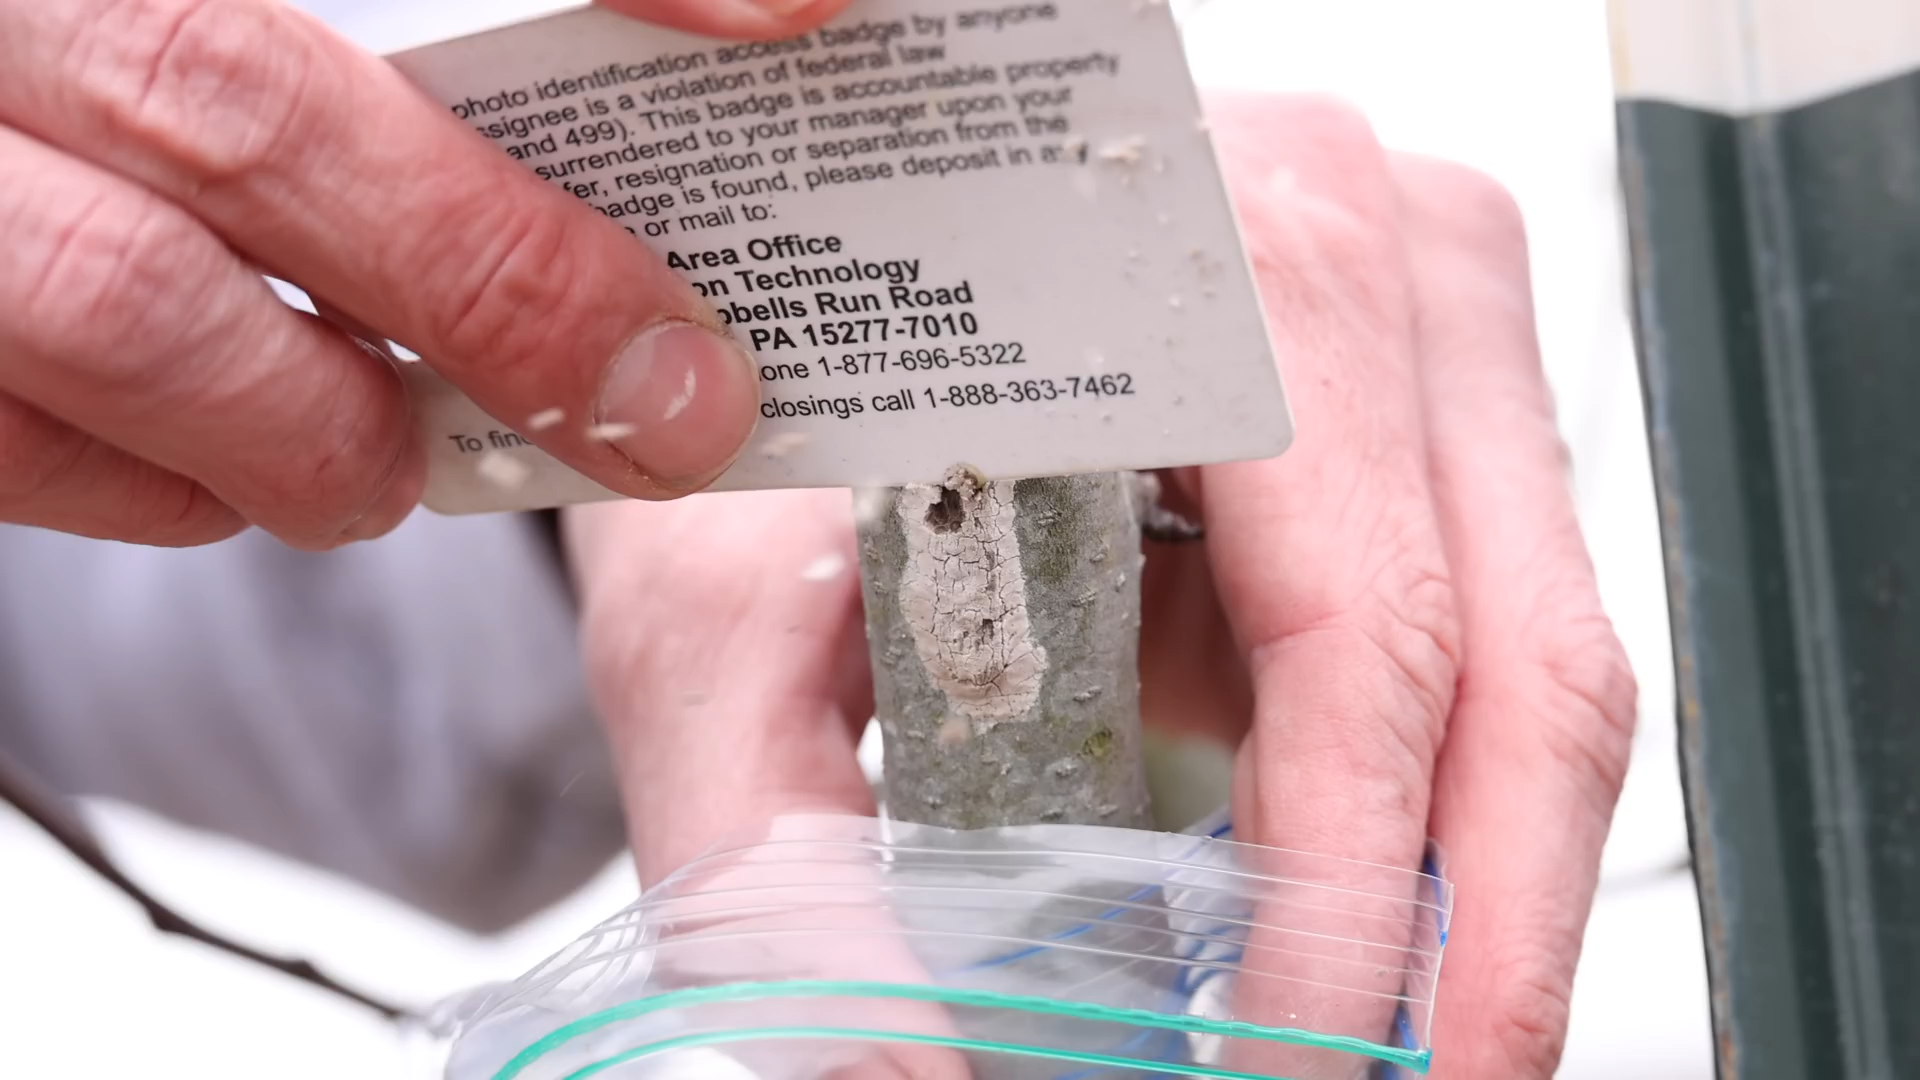 photo identification access badge by anyone
ssignee is a violation of federal law
and 499). This badge is accountable property
surrendered to your manager upon your
fer, resignation or separation from the
badge is found, please deposit in any
or mail to:
Area Office
on Technology
obells Run Road
PA 15277-7010
one 1-877-696-5322
closings call 1-888-363-7462
To find